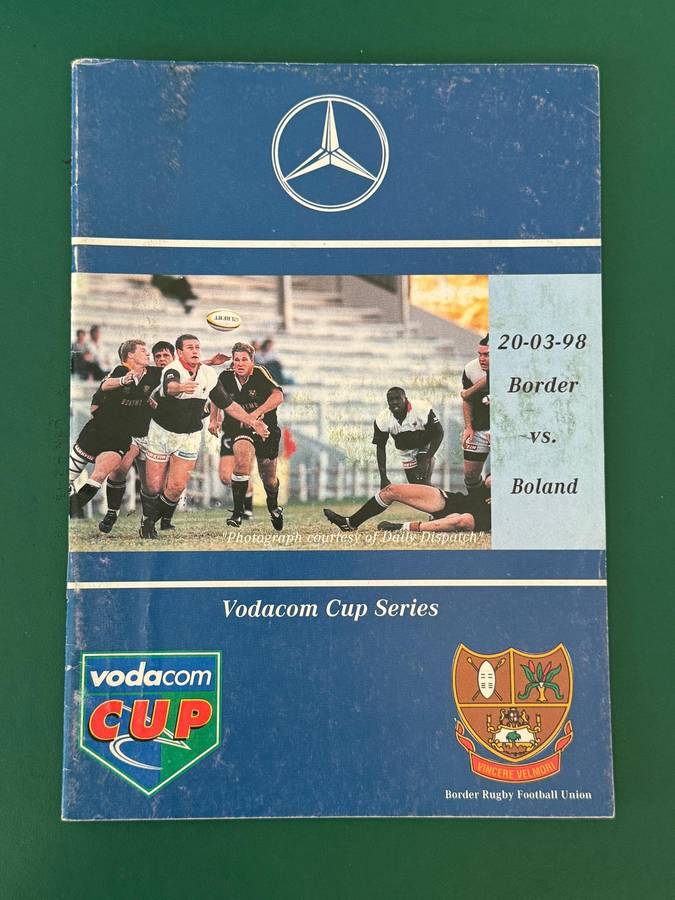 GILBERT
20-03-98
Border
vs.
Boland
"Photograph courtesy of Daily Dispatch"
Vodacom Cup Series
vodacom
CUP
VINCERE VELMORI
Border Rugby Football Union